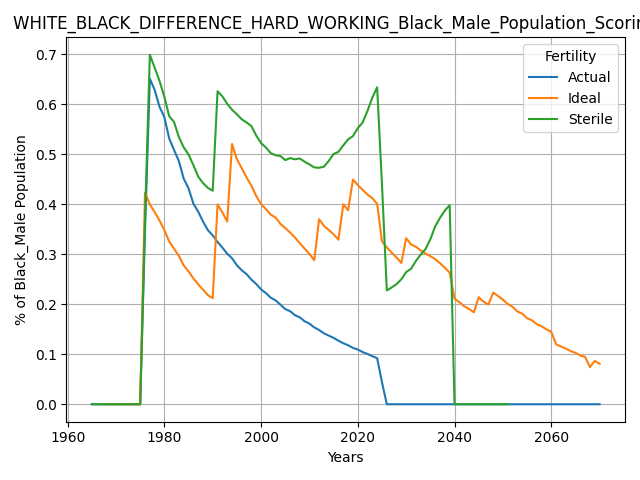 WHITE_BLACK_DIFFERENCE_HARD_WORKING_Black_Male_Population_Scorin
Fertility
Actual
Ideal
Sterile
% of Black_Male Population
0.7
0.6
0.5
0.4
0.3
0.2
0.1
0.0
1960 1980 2000 2020 2040 2060
Years